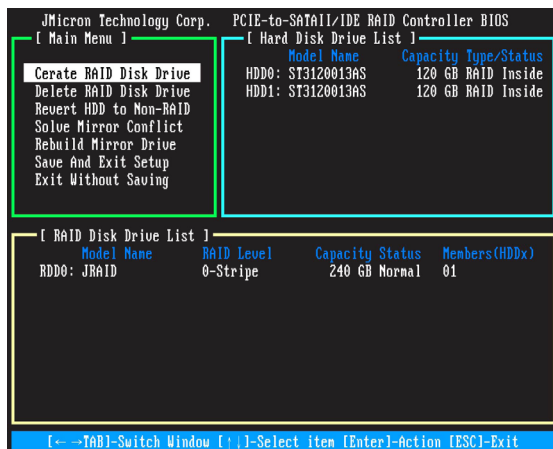 JMicron Technology Corp. PCIE-to-SATAII/IDE RAID Controller BIOS
[ Main Menu ]
Cerate RAID Disk Drive
Delete RAID Disk Drive
Revert HDD to Non-RAID
Solve Mirror Conflict
Rebuild Mirror Drive
Save And Exit Setup
Exit Without Saving
[ Hard Disk Drive List ]
Model Name Capacity Type/Status
HDD0: ST3120013AS 120 GB RAID Inside
HDD1: ST3120013AS 120 GB RAID Inside
[ RAID Disk Drive List ]
Model Name RAID Level Capacity Status Members(HDDx)
RDD0: JRAID 0-Stripe 240 GB Normal 01
[← →TAB]-Switch Window [↑↓]-Select item [Enter]-Action [ESC]-Exit